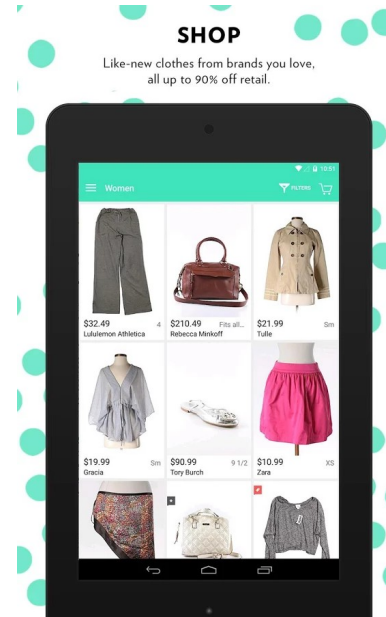 SHOP
Like-new clothes from brands you love,
all up to 90% off retail.
10:51
Women
FILTERS
$32.49 4
Lululemon Athletica
$210.49 Fits all...
Rebecca Minkoff
$21.99 Sm
Tulle
$19.99 Sm
Gracia
$90.99 9 1/2
Tory Burch
$10.99 XS
Zara